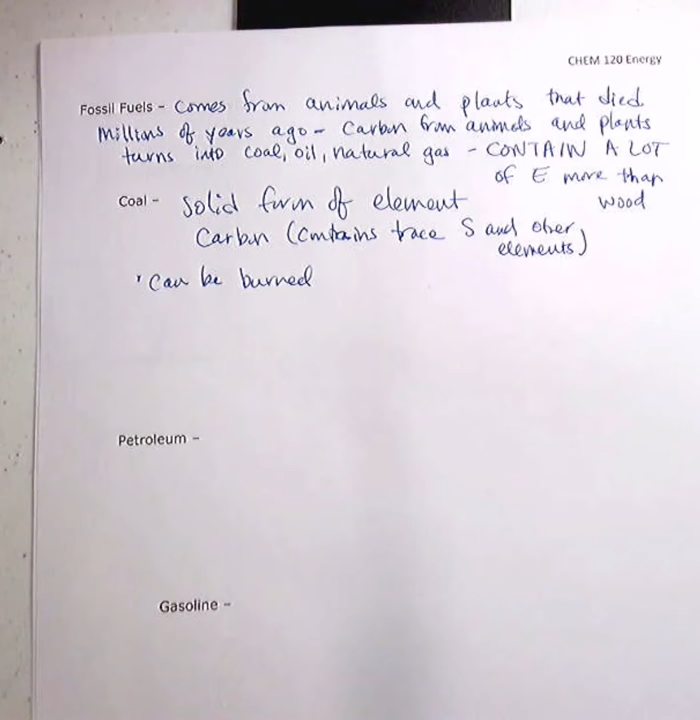 CHEM 120 Energy
Fossil Fuels – Comes from animals and plants that died
Millions of years ago – Carbon from animals and plants
turns into coal, oil, natural gas – CONTAIN A LOT
of E more than
wood
Coal – Solid form of element
Carbon (contains trace S and other
elements)
• Can be burned
Petroleum –
Gasoline –